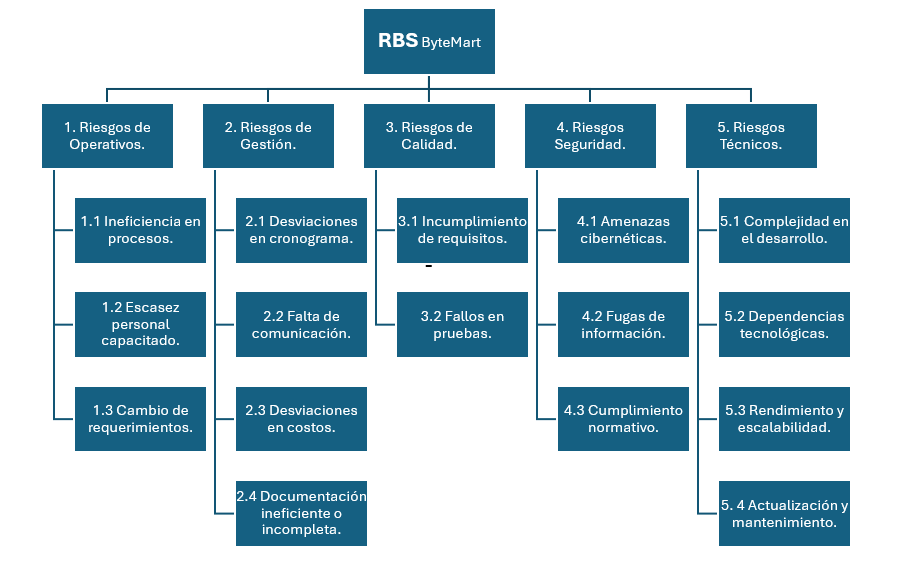 RBS ByteMart
1. Riesgos de
Operativos.
2. Riesgos de
Gestión.
3. Riesgos de
Calidad.
4. Riesgos
Seguridad.
5. Riesgos
Técnicos.
1.1 Ineficiencia en
procesos.
1.2 Escasez
personal
capacitado.
1.3 Cambio de
requerimientos.
2.1 Desviaciones
en cronograma.
2.2 Falta de
comunicación.
2.3 Desviaciones
en costos.
2.4 Documentación
ineficiente o
incompleta.
3.1 Incumplimiento
de requisitos.
-
3.2 Fallos en
pruebas.
4.1 Amenazas
cibernéticas.
4.2 Fugas de
información.
4.3 Cumplimiento
normativo.
5.1 Complejidad en
el desarrollo.
5.2 Dependencias
tecnológicas.
5.3 Rendimiento y
escalabilidad.
5. 4 Actualización y
mantenimiento.